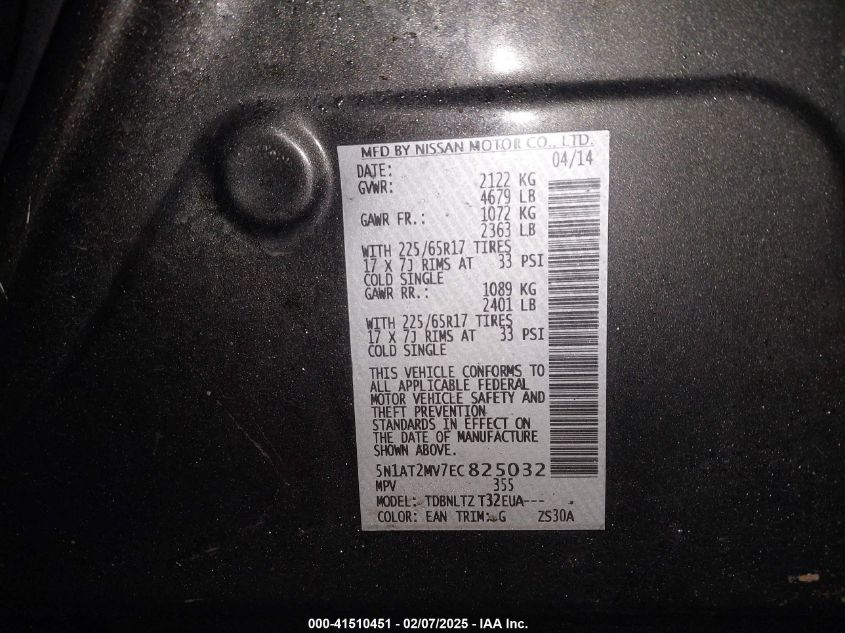 MFD BY NISSAN MOTOR CO., LTD.
DATE: 04/14
GVWR: 2122 KG
4679 LB
GAWR FR.: 1072 KG
2363 LB
WITH 225/65R17 TIRES
17 X 7J RIMS AT 33 PSI
COLD SINGLE
GAWR RR.: 1089 KG
2401 LB
WITH 225/65R17 TIRES
17 X 7J RIMS AT 33 PSI
COLD SINGLE
THIS VEHICLE CONFORMS TO
ALL APPLICABLE FEDERAL
MOTOR VEHICLE SAFETY AND
THEFT PREVENTION
STANDARDS IN EFFECT ON
THE DATE OF MANUFACTURE
SHOWN ABOVE.
5N1AT2MV7EC825032
MPV 355
MODEL: TDBNLTZ T32EUA---
COLOR: EAN TRIM: G ZS30A
000-41510451 - 02/07/2025 - IAA Inc.